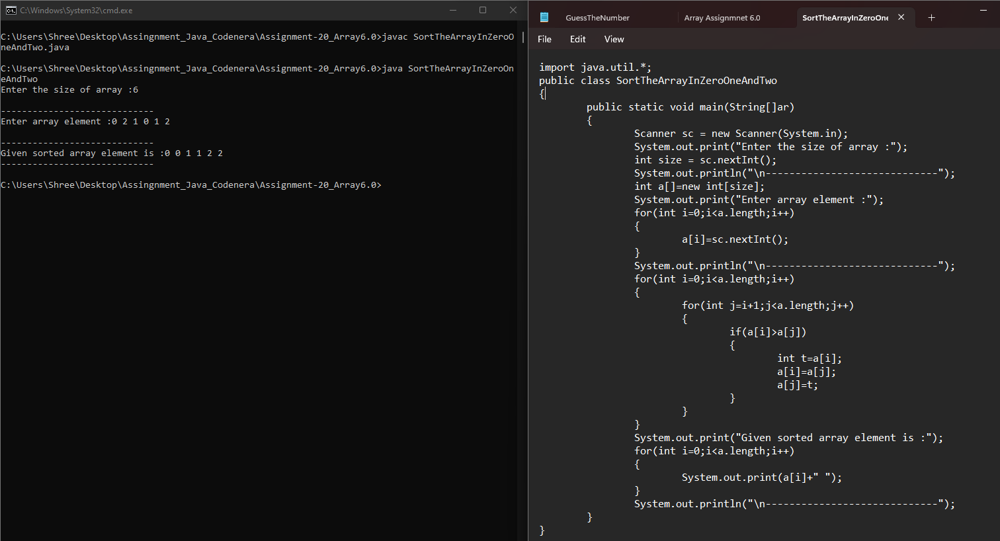 C:\Windows\System32\cmd.exe
C:\Users\Shree\Desktop\Assingnment_Java_Codenera\Assignment-20_Array6.0>javac SortTheArrayInZeroO
neAndTwo.java
C:\Users\Shree\Desktop\Assingnment_Java_Codenera\Assignment-20_Array6.0>java SortTheArrayInZeroOn
eAndTwo
Enter the size of array :6
-----------------------------
Enter array element :0 2 1 0 1 2
-----------------------------
Given sorted array element is :0 0 1 1 2 2
-----------------------------
C:\Users\Shree\Desktop\Assingnment_Java_Codenera\Assignment-20_Array6.0>
GuessTheNumber
Array Assignmnet 6.0
SortTheArrayInZeroOne
File Edit View
import java.util.*;
public class SortTheArrayInZeroOneAndTwo
{
public static void main(String[]ar)
{
Scanner sc = new Scanner(System.in);
System.out.print("Enter the size of array :");
int size = sc.nextInt();
System.out.println("\n-----------------------------");
int a[]=new int[size];
System.out.print("Enter array element :");
for(int i=0;i<a.length;i++)
{
a[i]=sc.nextInt();
}
System.out.println("\n-----------------------------");
for(int i=0;i<a.length;i++)
{
for(int j=i+1;j<a.length;j++)
{
if(a[i]>a[j])
{
int t=a[i];
a[i]=a[j];
a[j]=t;
}
}
}
System.out.print("Given sorted array element is :");
for(int i=0;i<a.length;i++)
{
System.out.print(a[i]+" ");
}
System.out.println("\n-----------------------------");
}
}